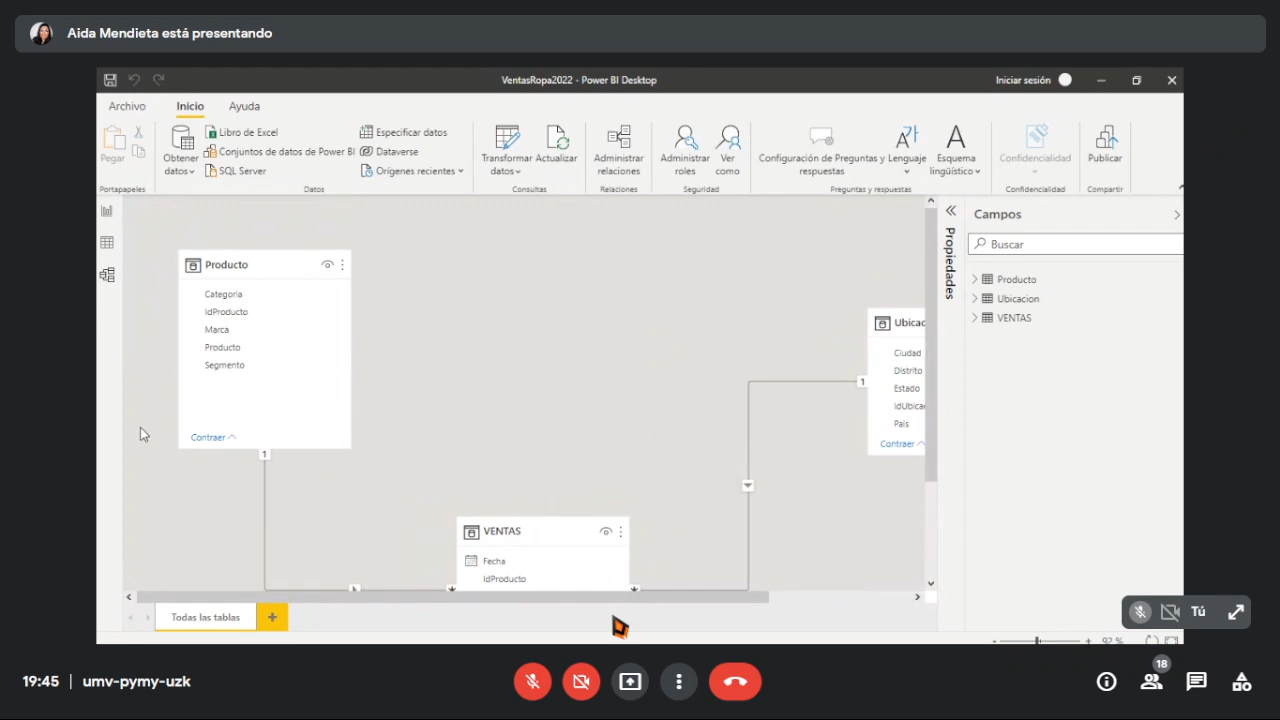 Aida Mendieta está presentando
VentasRopa2022 - Power BI Desktop
Iniciar sesión
Archivo Inicio Ayuda
Pegar
Portapapeles
Obtener datos
Libro de Excel
Conjuntos de datos de Power BI
SQL Server
Especificar datos
Dataverse
Orígenes recientes
Datos
Transformar datos
Actualizar
Consultas
Administrar relaciones
Relaciones
Administrar roles
Ver como
Seguridad
Configuración de Preguntas y respuestas
Lenguaje
Esquema lingüístico
Preguntas y respuestas
Confidencialidad
Confidencialidad
Publicar
Compartir
Producto
Categoria
IdProducto
Marca
Producto
Segmento
Contraer
1
VENTAS
Fecha
IdProducto
1
Ubicac
Ciudad
Distrito
Estado
IdUbica
Pais
Contraer
Propiedades
Campos
Buscar
Producto
Ubicacion
VENTAS
Todas las tablas
+
- + 92 %
Tú
19:45 | umv-pymy-uzk
18